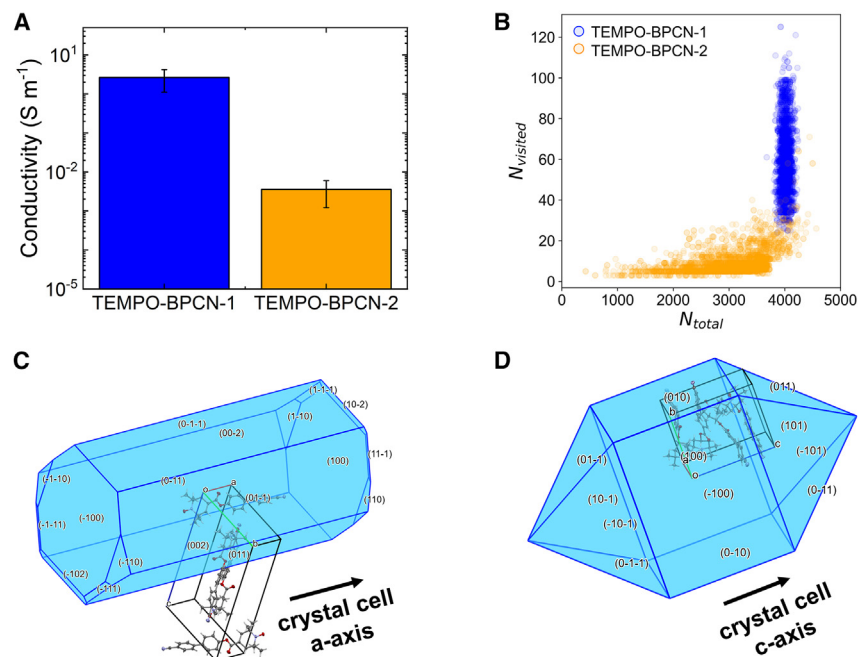 A
Conductivity (S m⁻¹)
10¹
10⁻²
10⁻⁵
TEMPO-BPCN-1
TEMPO-BPCN-2
B
TEMPO-BPCN-1
TEMPO-BPCN-2
N_visited
120
100
80
60
40
20
0
0 1000 2000 3000 4000 5000
N_total
C
(1-1-1)
(10-2)
(1-10)
(0-1-1)
(00-2)
(11-1)
(100)
(-1-10)
(0-11)
o
a
(01-1)
(110)
(-1-11)
(-100)
(002)
b
(011)
(-110)
(-102)
(-111)
crystal cell
a-axis
D
(010)
(011)
b
(101)
(-101)
(01-1)
(100)
a
c
o
(10-1)
(-100)
(0-11)
(-10-1)
(0-1-1)
(0-10)
crystal cell
c-axis